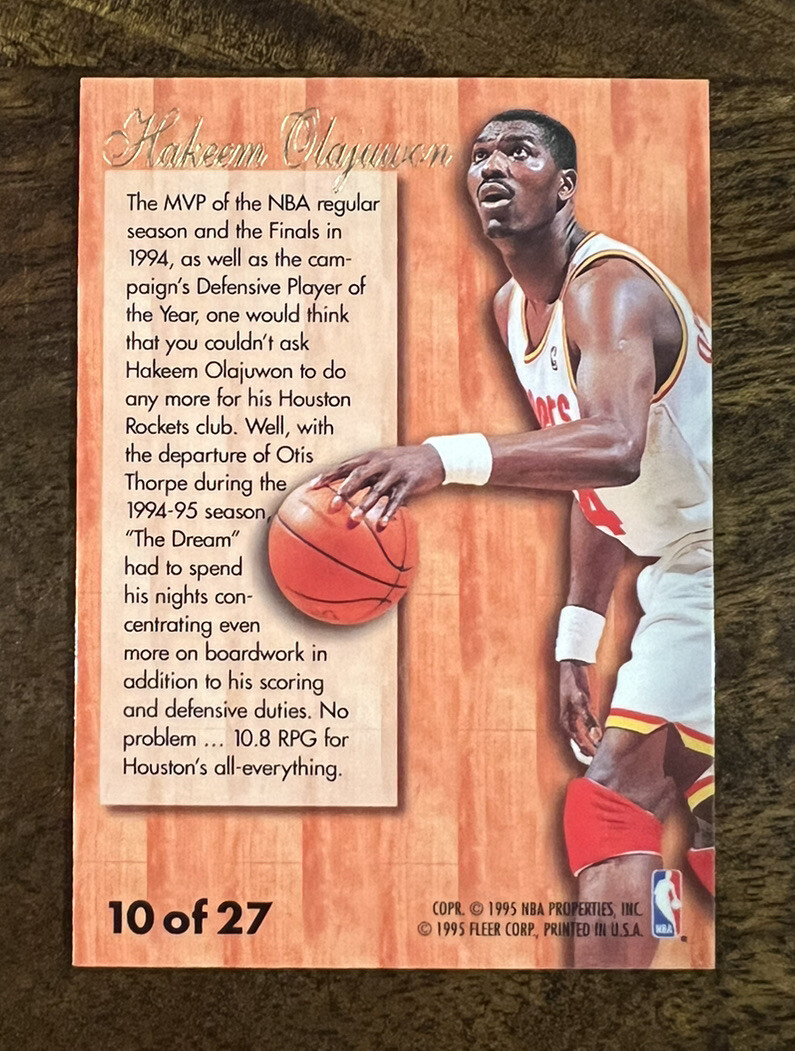 Hakeem Olajuwon
The MVP of the NBA regular
season and the Finals in
1994, as well as the cam-
paign's Defensive Player of
the Year, one would think
that you couldn't ask
Hakeem Olajuwon to do
any more for his Houston
Rockets club. Well, with
the departure of Otis
Thorpe during the
1994-95 season,
"The Dream"
had to spend
his nights con-
centrating even
more on boardwork in
addition to his scoring
and defensive duties. No
problem ... 10.8 RPG for
Houston's all-everything.
10 of 27
COPR. © 1995 NBA PROPERTIES, INC.
© 1995 FLEER CORP., PRINTED IN U.S.A.
NBA